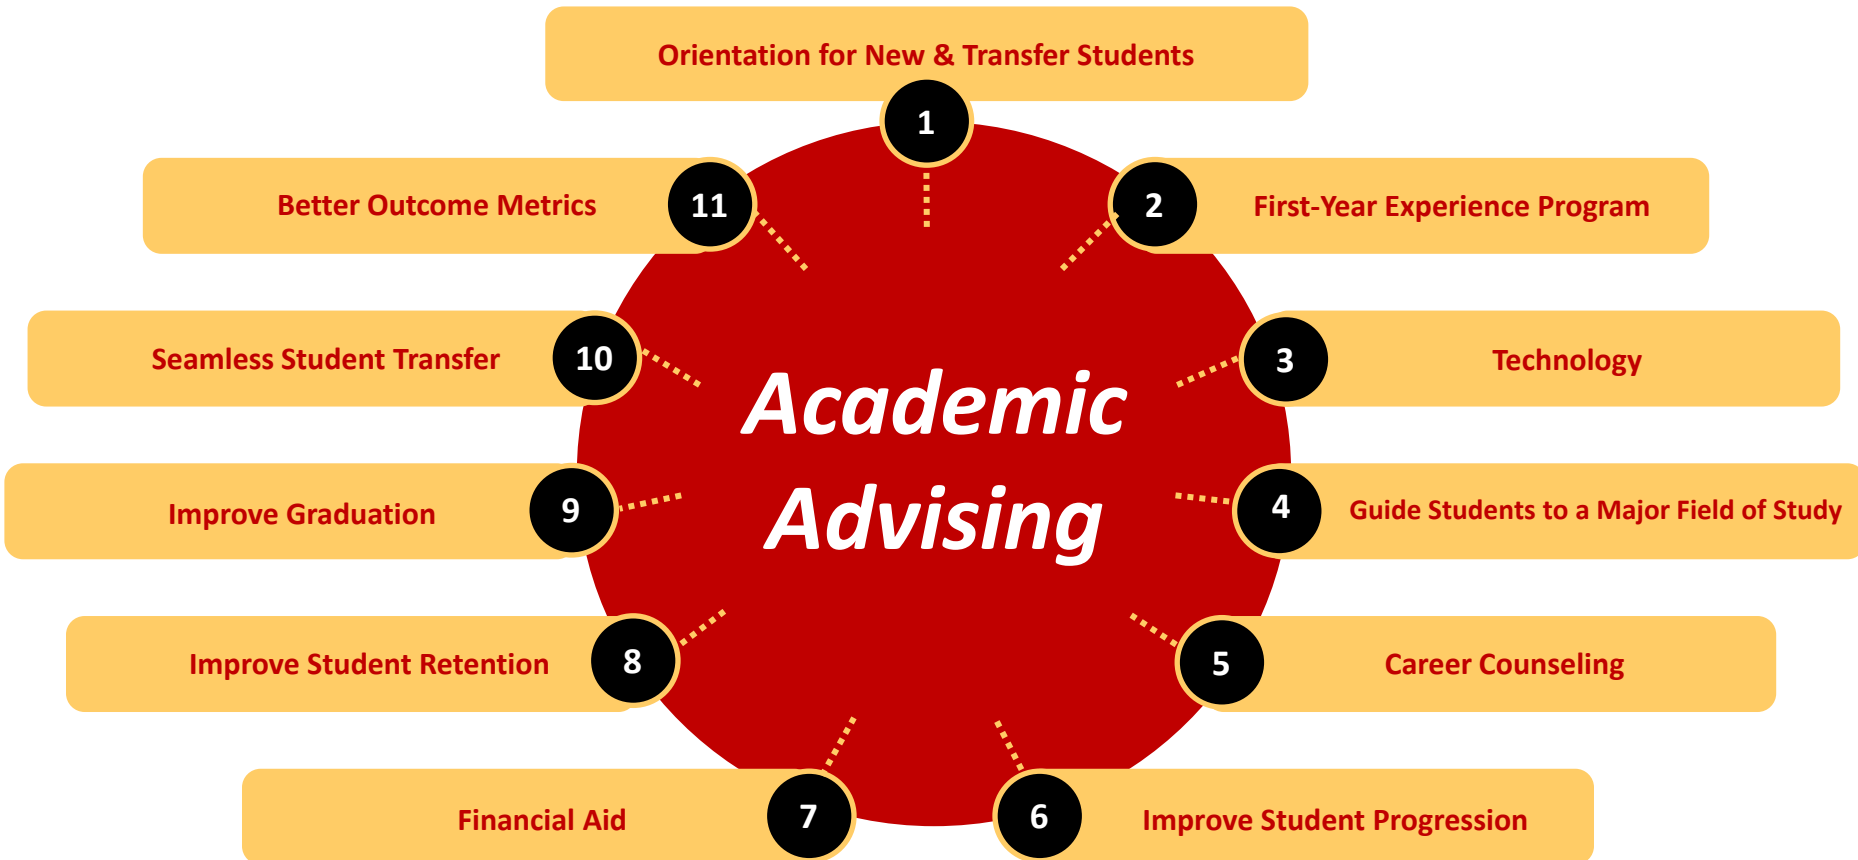 Orientation for New & Transfer Students
1
2
First-Year Experience Program
3
Technology
4
Guide Students to a Major Field of Study
5
Career Counseling
6
Improve Student Progression
7
Financial Aid
8
Improve Student Retention
9
Improve Graduation
10
Seamless Student Transfer
11
Better Outcome Metrics
Academic
Advising